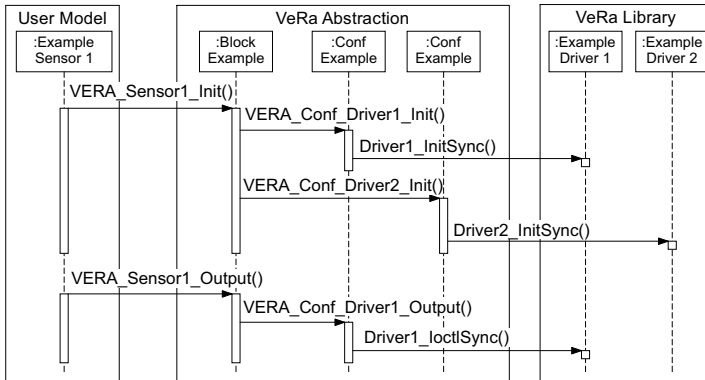 User Model
VeRa Abstraction
VeRa Library
:Example
Sensor 1
:Block
Example
:Conf
Example
:Conf
Example
:Example
Driver 1
:Example
Driver 2
VERA_Sensor1_Init()
VERA_Conf_Driver1_Init()
Driver1_InitSync()
VERA_Conf_Driver2_Init()
Driver2_InitSync()
VERA_Sensor1_Output()
VERA_Conf_Driver1_Output()
Driver1_IoctlSync()